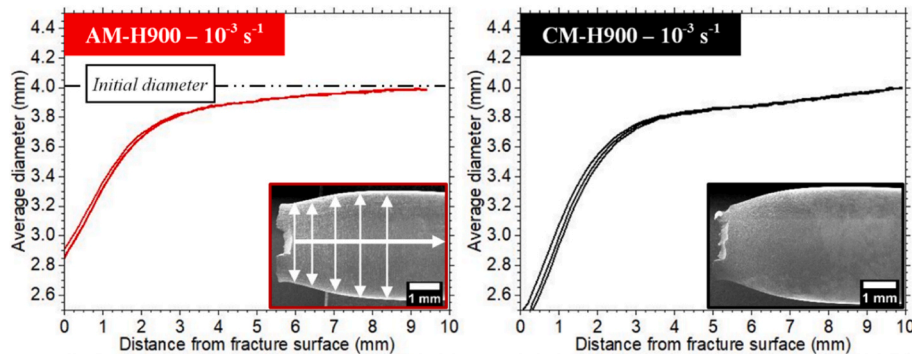 AM-H900 – 10⁻³ s⁻¹
Initial diameter
Average diameter (mm)
4.4
4.2
4.0
3.8
3.6
3.4
3.2
3.0
2.8
2.6
1 mm
0 1 2 3 4 5 6 7 8 9 10
Distance from fracture surface (mm)
CM-H900 – 10⁻³ s⁻¹
Average diameter (mm)
4.4
4.2
4.0
3.8
3.6
3.4
3.2
3.0
2.8
2.6
1 mm
0 1 2 3 4 5 6 7 8 9 10
Distance from fracture surface (mm)